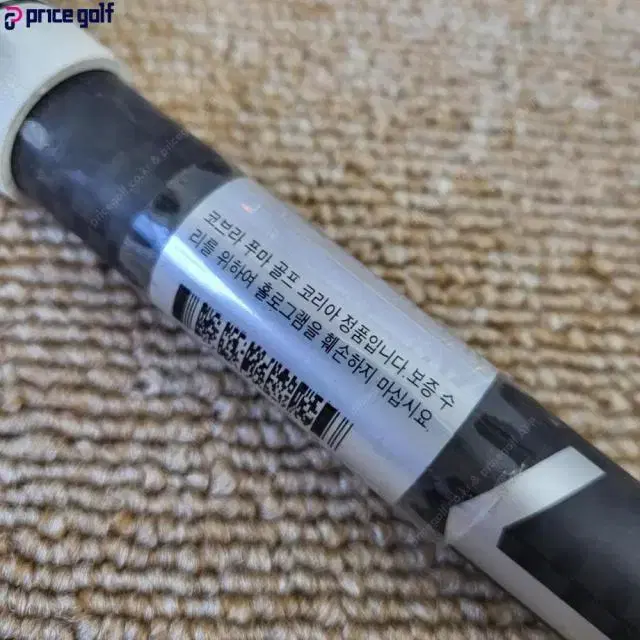 price golf
코브라 푸마 골프 코리아 정품입니다. 보증 수
리를 위하여 홀로그램을 훼손하지 마십시오.